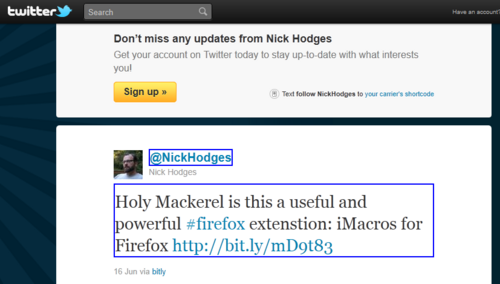 twitter
Search
Have an account?
Don't miss any updates from Nick Hodges
Get your account on Twitter today to stay up-to-date with what interests
you!
Sign up »
Text follow NickHodges to your carrier's shortcode
@NickHodges
Nick Hodges
Holy Mackerel is this a useful and
powerful #firefox extenstion: iMacros for
Firefox http://bit.ly/mD9t83
16 Jun via bitly